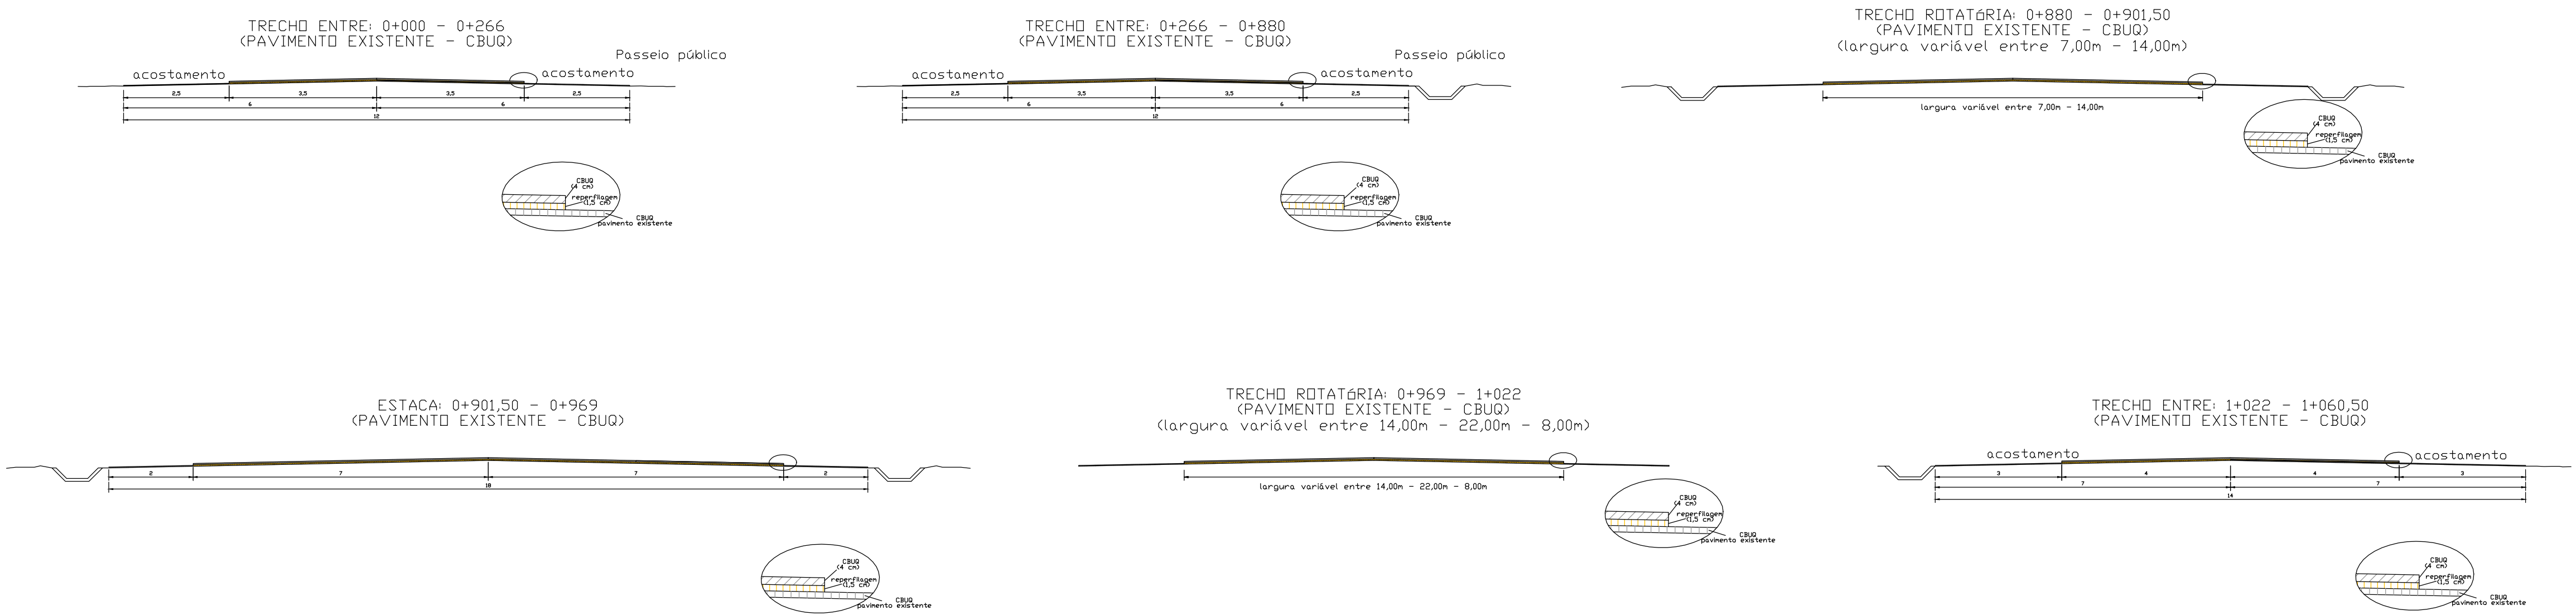 TRECHO ENTRE: 0+000 - 0+266
(PAVIMENTO EXISTENTE - CBUQ)
Passeio público
acostamento
acostamento
2,5
3,5
3,5
2,5
6
6
12
CBUQ
(4 cm)
reperfilagem
(1,5 cm)
CBUQ
pavimento existente
TRECHO ENTRE: 0+266 - 0+880
(PAVIMENTO EXISTENTE - CBUQ)
Passeio público
acostamento
acostamento
2,5
3,5
3,5
2,5
6
6
12
CBUQ
(4 cm)
reperfilagem
(1,5 cm)
CBUQ
pavimento existente
TRECHO ROTATóRIA: 0+880 - 0+901,50
(PAVIMENTO EXISTENTE - CBUQ)
(largura variável entre 7,00m - 14,00m)
largura variável entre 7,00m - 14,00m
CBUQ
(4 cm)
reperfilagem
(1,5 cm)
CBUQ
pavimento existente
ESTACA: 0+901,50 - 0+969
(PAVIMENTO EXISTENTE - CBUQ)
2
7
7
2
18
CBUQ
(4 cm)
reperfilagem
(1,5 cm)
CBUQ
pavimento existente
TRECHO ROTATóRIA: 0+969 - 1+022
(PAVIMENTO EXISTENTE - CBUQ)
(largura variável entre 14,00m - 22,00m - 8,00m)
largura variável entre 14,00m - 22,00m - 8,00m
CBUQ
(4 cm)
reperfilagem
(1,5 cm)
CBUQ
pavimento existente
TRECHO ENTRE: 1+022 - 1+060,50
(PAVIMENTO EXISTENTE - CBUQ)
acostamento
acostamento
3
4
4
3
7
7
14
CBUQ
(4 cm)
reperfilagem
(1,5 cm)
CBUQ
pavimento existente